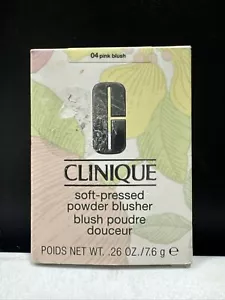 04 pink blush
CLINIQUE
soft-pressed
powder blusher
blush poudre
douceur
POIDS NET WT. .26 OZ./7.6 g ℮